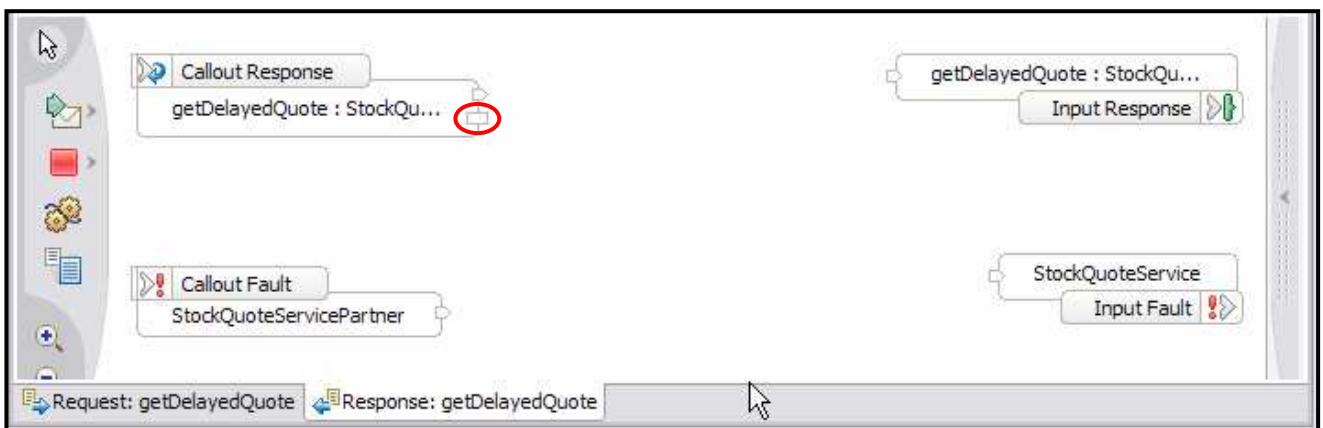 Callout Response
getDelayedQuote : StockQu...
getDelayedQuote : StockQu...
Input Response
Callout Fault
StockQuoteServicePartner
StockQuoteService
Input Fault
Request: getDelayedQuote
Response: getDelayedQuote